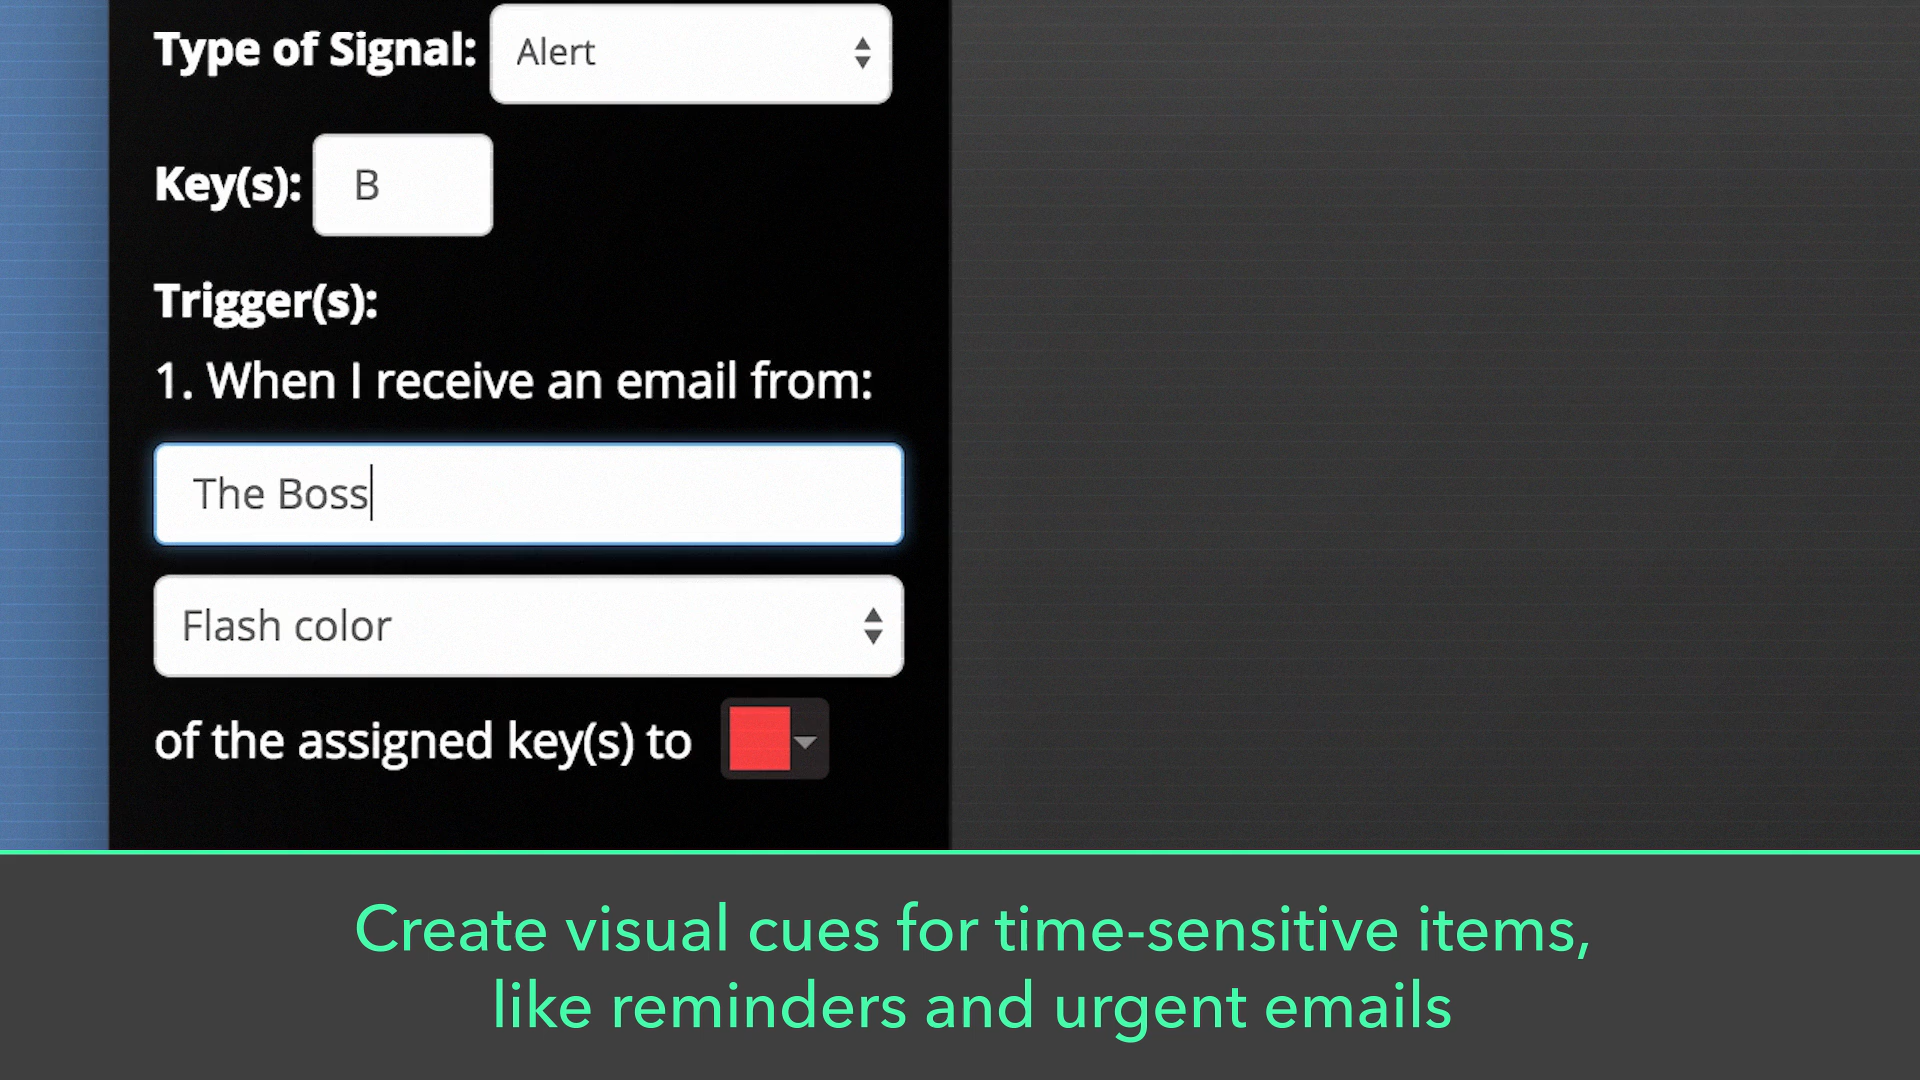 Type of Signal: Alert
Key(s): B
Trigger(s):
1. When I receive an email from:
The Boss
Flash color
of the assigned key(s) to
Create visual cues for time-sensitive items,
like reminders and urgent emails